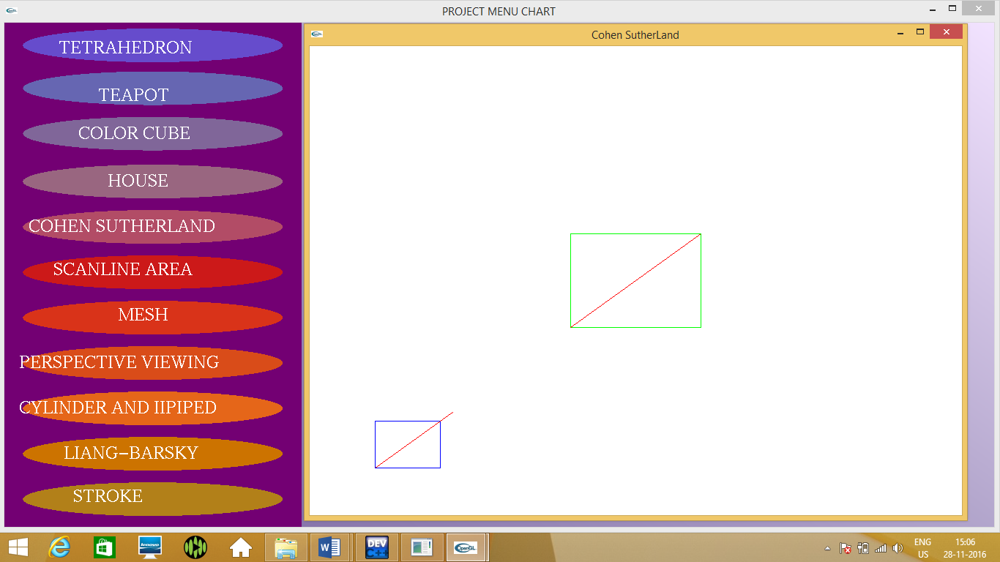 PROJECT MENU CHART
Cohen SutherLand
TETRAHEDRON
TEAPOT
COLOR CUBE
HOUSE
COHEN SUTHERLAND
SCANLINE AREA
MESH
PERSPECTIVE VIEWING
CYLINDER AND IIPIPED
LIANG-BARSKY
STROKE
lenovo
DEV
C++
OpenGL
ENG
US
15:06
28-11-2016